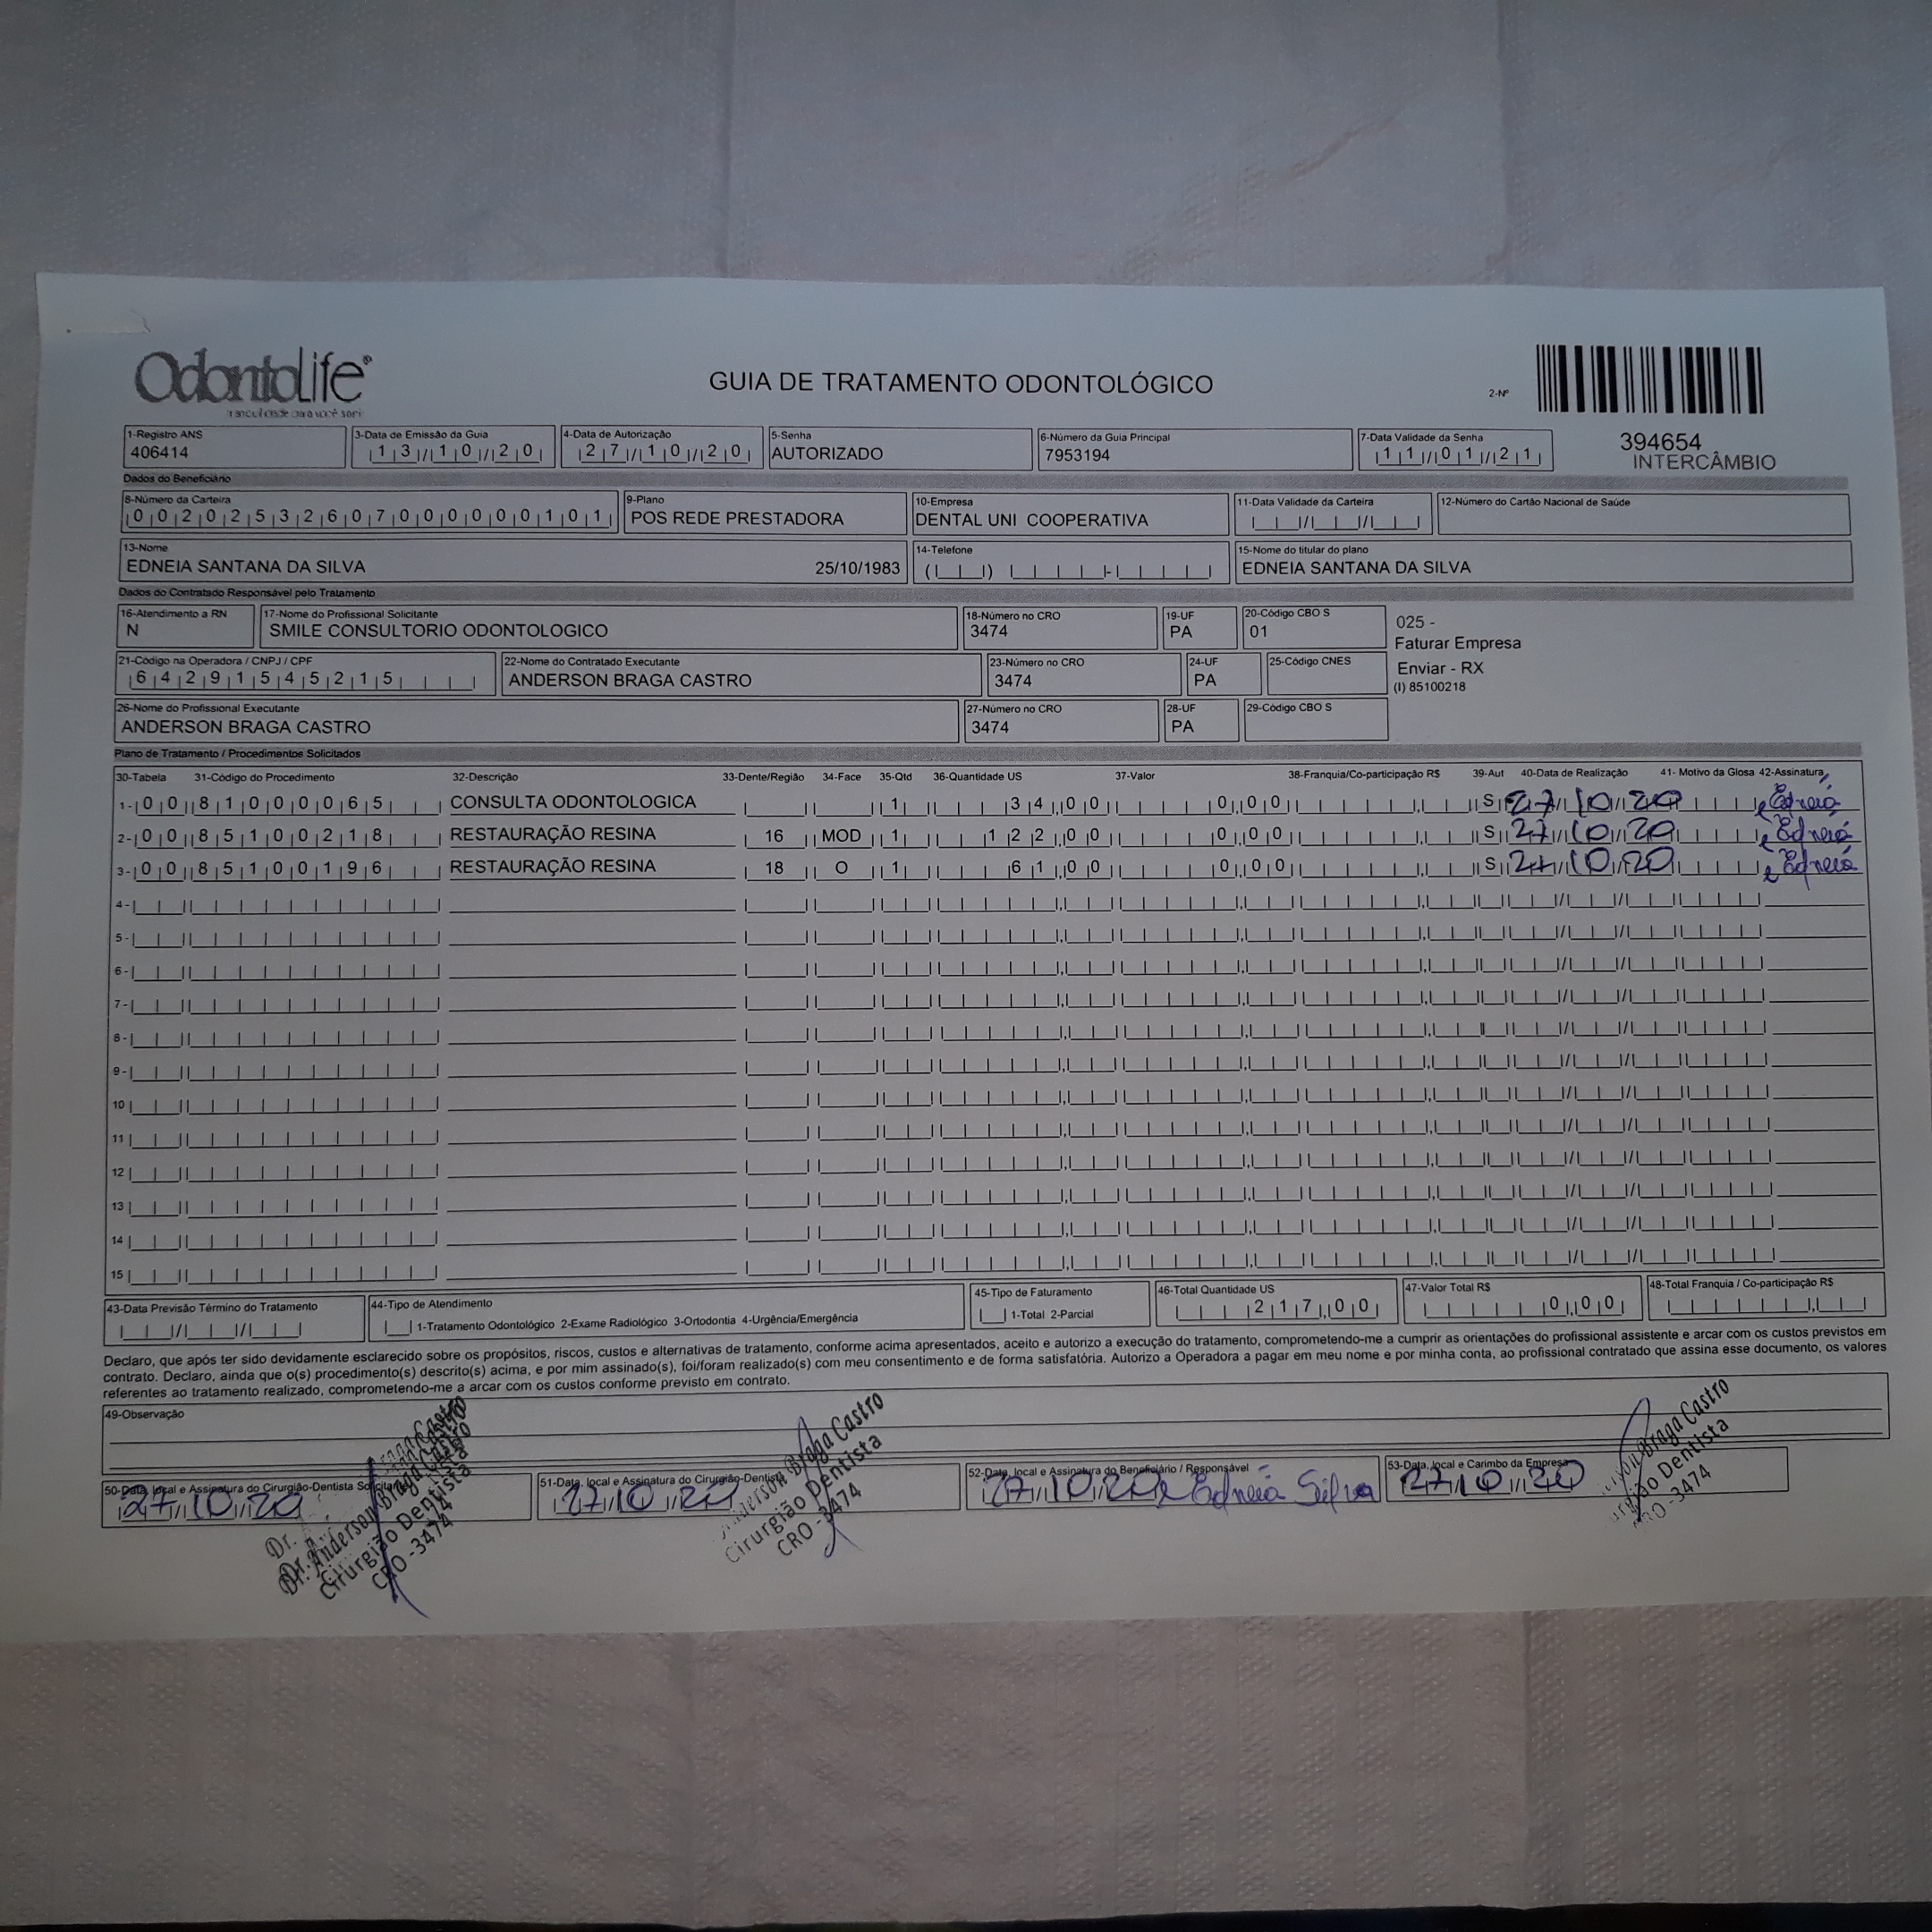 OdontoLife®
GUIA DE TRATAMENTO ODONTOLÓGICO
2-Nº
394654
INTERCÂMBIO
1-Registro ANS
406414
3-Data de Emissão da Guia
13/10/20
4-Data de Autorização
27/10/20
5-Senha
AUTORIZADO
6-Número da Guia Principal
7953194
7-Data Validade da Senha
11/01/21
Dados do Beneficiário
8-Número da Carteira
00202532607000000101
9-Plano
POS REDE PRESTADORA
10-Empresa
DENTAL UNI COOPERATIVA
11-Data Validade da Carteira
12-Número do Cartão Nacional de Saúde
13-Nome
EDNEIA SANTANA DA SILVA 25/10/1983
14-Telefone
15-Nome do titular do plano
EDNEIA SANTANA DA SILVA
Dados do Contratado Responsável pelo Tratamento
16-Atendimento a RN
N
17-Nome do Profissional Solicitante
SMILE CONSULTORIO ODONTOLOGICO
18-Número no CRO
3474
19-UF
PA
20-Código CBO S
01
025 -
Faturar Empresa
Enviar - RX
(I) 85100218
21-Código na Operadora / CNPJ / CPF
64291545215
22-Nome do Contratado Executante
ANDERSON BRAGA CASTRO
23-Número no CRO
3474
24-UF
PA
25-Código CNES
26-Nome do Profissional Executante
ANDERSON BRAGA CASTRO
27-Número no CRO
3474
28-UF
PA
29-Código CBO S
Plano de Tratamento / Procedimentos Solicitados
30-Tabela 31-Código do Procedimento 32-Descrição 33-Dente/Região 34-Face 35-Qtd 36-Quantidade US 37-Valor 38-Franquia/Co-participação R$ 39-Aut 40-Data de Realização 41- Motivo da Glosa 42-Assinatura
1- 00 81000065 CONSULTA ODONTOLOGICA 1 34,00 0,00 S 27/10/20 Edneiá
2- 00 85100218 RESTAURAÇÃO RESINA 16 MOD 1 122,00 0,00 S 27/10/20 Edneiá
3- 00 85100196 RESTAURAÇÃO RESINA 18 O 1 61,00 0,00 S 27/10/20 Edneiá
4-
5-
6-
7-
8-
9-
10
11
12
13
14
15
43-Data Previsão Término do Tratamento
44-Tipo de Atendimento
1-Tratamento Odontológico 2-Exame Radiológico 3-Ortodontia 4-Urgência/Emergência
45-Tipo de Faturamento
1-Total 2-Parcial
46-Total Quantidade US
217,00
47-Valor Total R$
0,00
48-Total Franquia / Co-participação R$
Declaro, que após ter sido devidamente esclarecido sobre os propósitos, riscos, custos e alternativas de tratamento, conforme acima apresentados, aceito e autorizo a execução do tratamento, comprometendo-me a cumprir as orientações do profissional assistente e arcar com os custos previstos em
contrato. Declaro, ainda que o(s) procedimento(s) descrito(s) acima, e por mim assinado(s), foi/foram realizado(s) com meu consentimento e de forma satisfatória. Autorizo a Operadora a pagar em meu nome e por minha conta, ao profissional contratado que assina esse documento, os valores
referentes ao tratamento realizado, comprometendo-me a arcar com os custos conforme previsto em contrato.
49-Observação
50-Data, local e Assinatura do Cirurgião-Dentista Solicitante
27/10/20
Dr. Anderson Braga Castro
Cirurgião Dentista
CRO-3474
51-Data, local e Assinatura do Cirurgião-Dentista
27/10/20
Anderson Braga Castro
Cirurgião Dentista
CRO-3474
52-Data, local e Assinatura do Beneficiário / Responsável
27/10/20 Edneiá Silva
53-Data, local e Carimbo da Empresa
27/10/20
Braga Castro
Dentista
CRO-3474